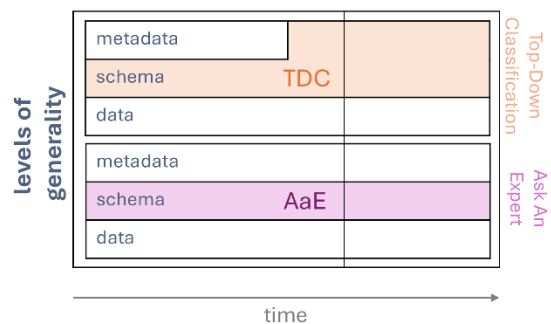 levels of
generality
metadata
schema
TDC
data
Top-Down
Classification
metadata
schema
AaE
data
Ask An
Expert
time